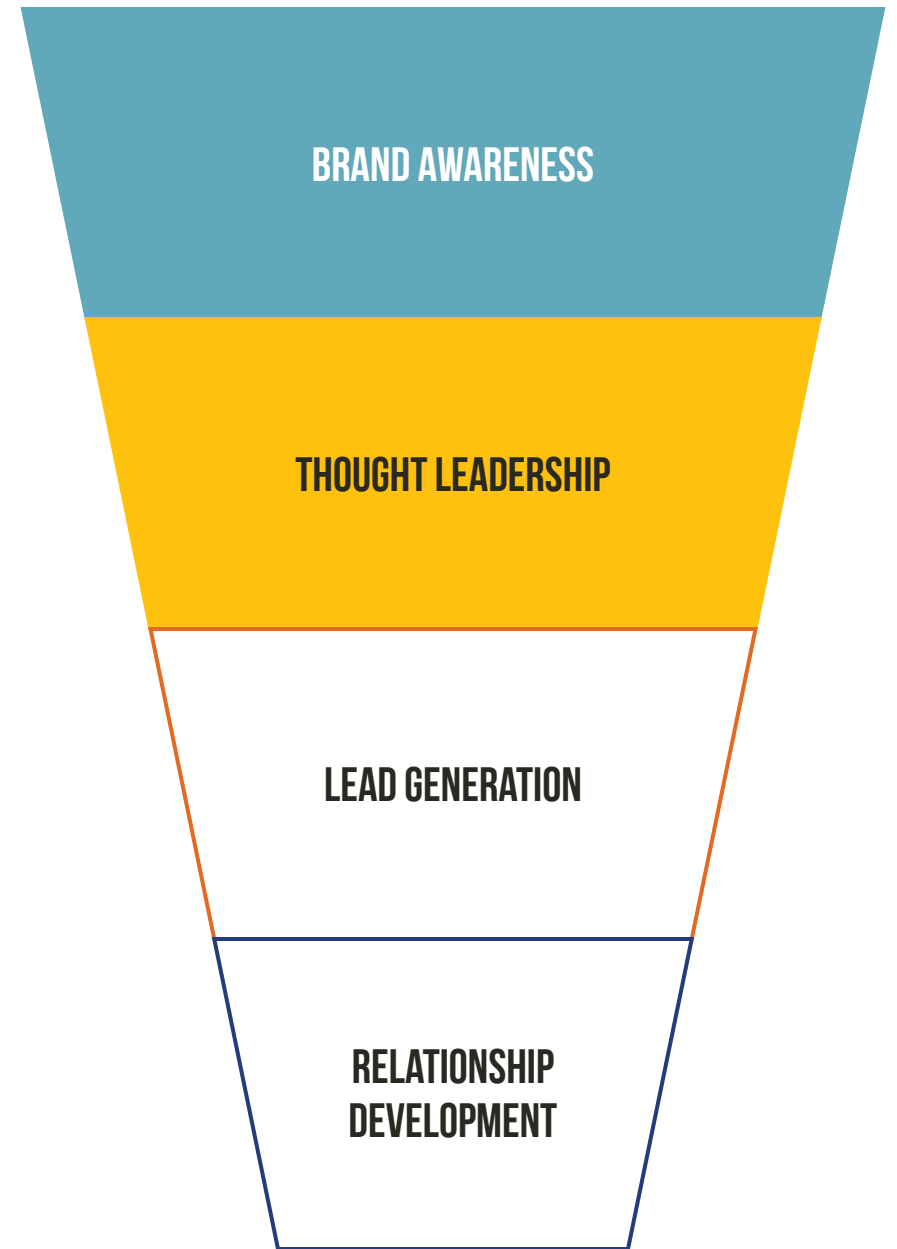 BRAND AWARENESS
THOUGHT LEADERSHIP
LEAD GENERATION
RELATIONSHIP
DEVELOPMENT